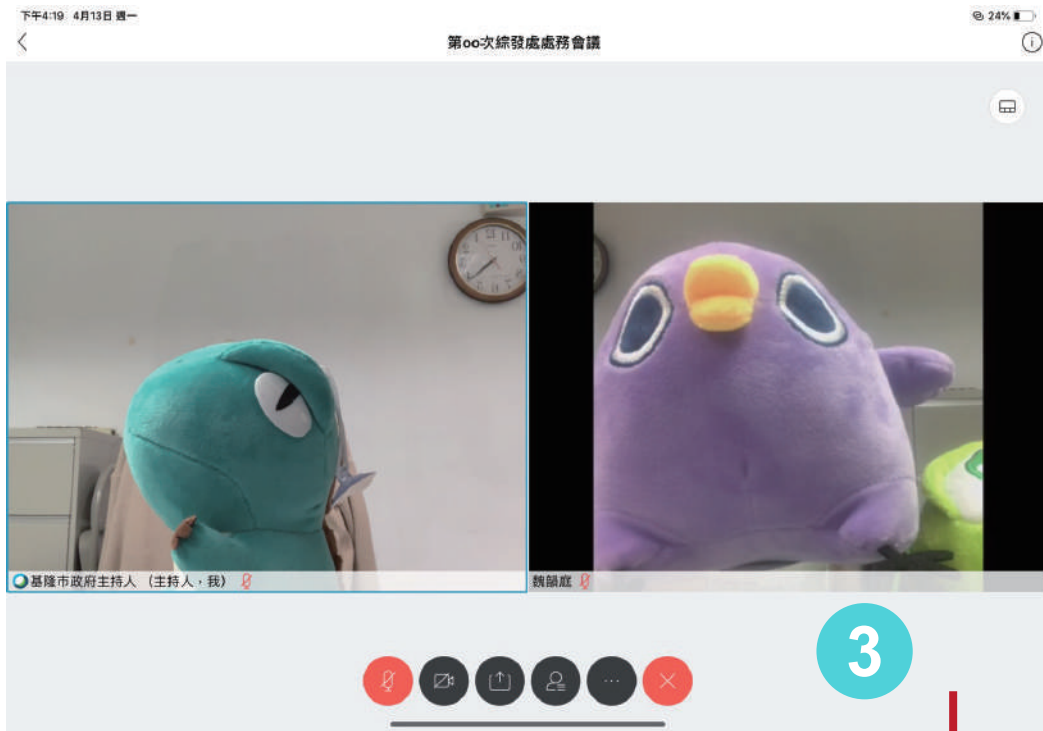 下午4:19 4月13日 週一
24%
第oo次綜發處處務會議
基隆市政府主持人 （主持人，我）
魏韻庭
3